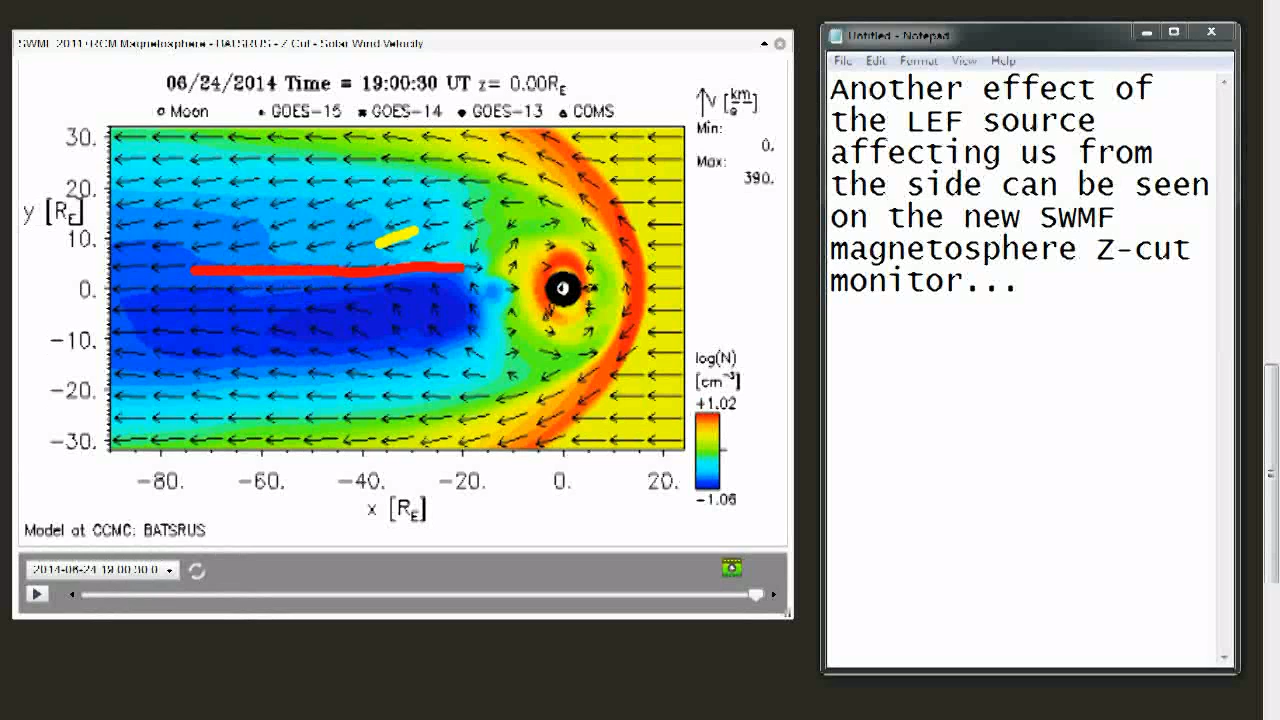 SWMF 2011+RCM Magnetosphere - BATSRUS - Z Cut - Solar Wind Velocity
06/24/2014 Time = 19:00:30 UT z= 0.00RE
Moon GOES-15 GOES-14 GOES-13 COMS
30.
20.
y [RE]
10.
0.
-10.
-20.
-30.
-80. -60. -40. -20. 0. 20.
x [RE]
Model at CCMC: BATSRUS
V [km/s]
Min:
0.
Max:
390.
log(N)
[cm-3]
+1.02
-1.06
2014-06-24 19:00:30.0
Untitled - Notepad
File Edit Format View Help
Another effect of
the LEF source
affecting us from
the side can be seen
on the new SWMF
magnetosphere Z-cut
monitor...